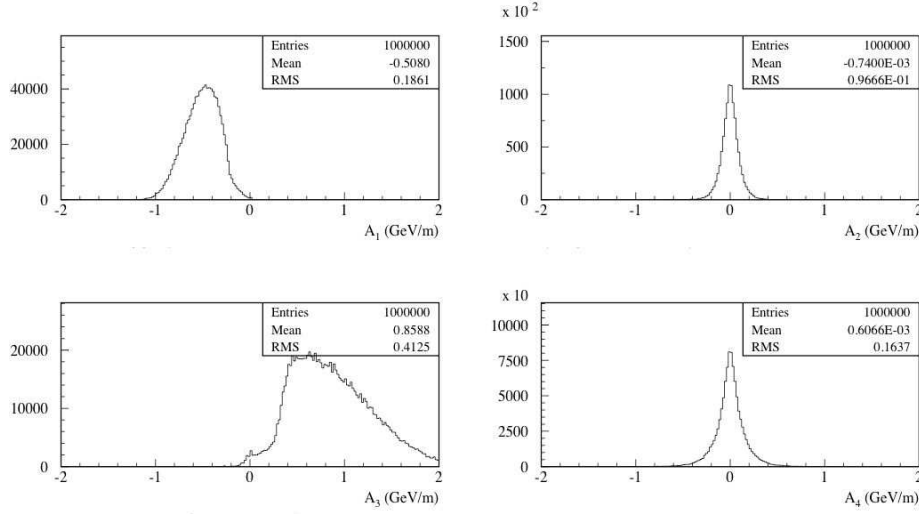 Entries 1000000
Mean -0.5080
RMS 0.1861
40000
20000
0
-2 -1 0 1 2
A1 (GeV/m)
x 10 2
Entries 1000000
Mean -0.7400E-03
RMS 0.9666E-01
1500
1000
500
0
-2 -1 0 1 2
A2 (GeV/m)
Entries 1000000
Mean 0.8588
RMS 0.4125
20000
10000
0
-2 -1 0 1 2
A3 (GeV/m)
x 10
Entries 1000000
Mean 0.6066E-03
RMS 0.1637
10000
7500
5000
2500
0
-2 -1 0 1 2
A4 (GeV/m)